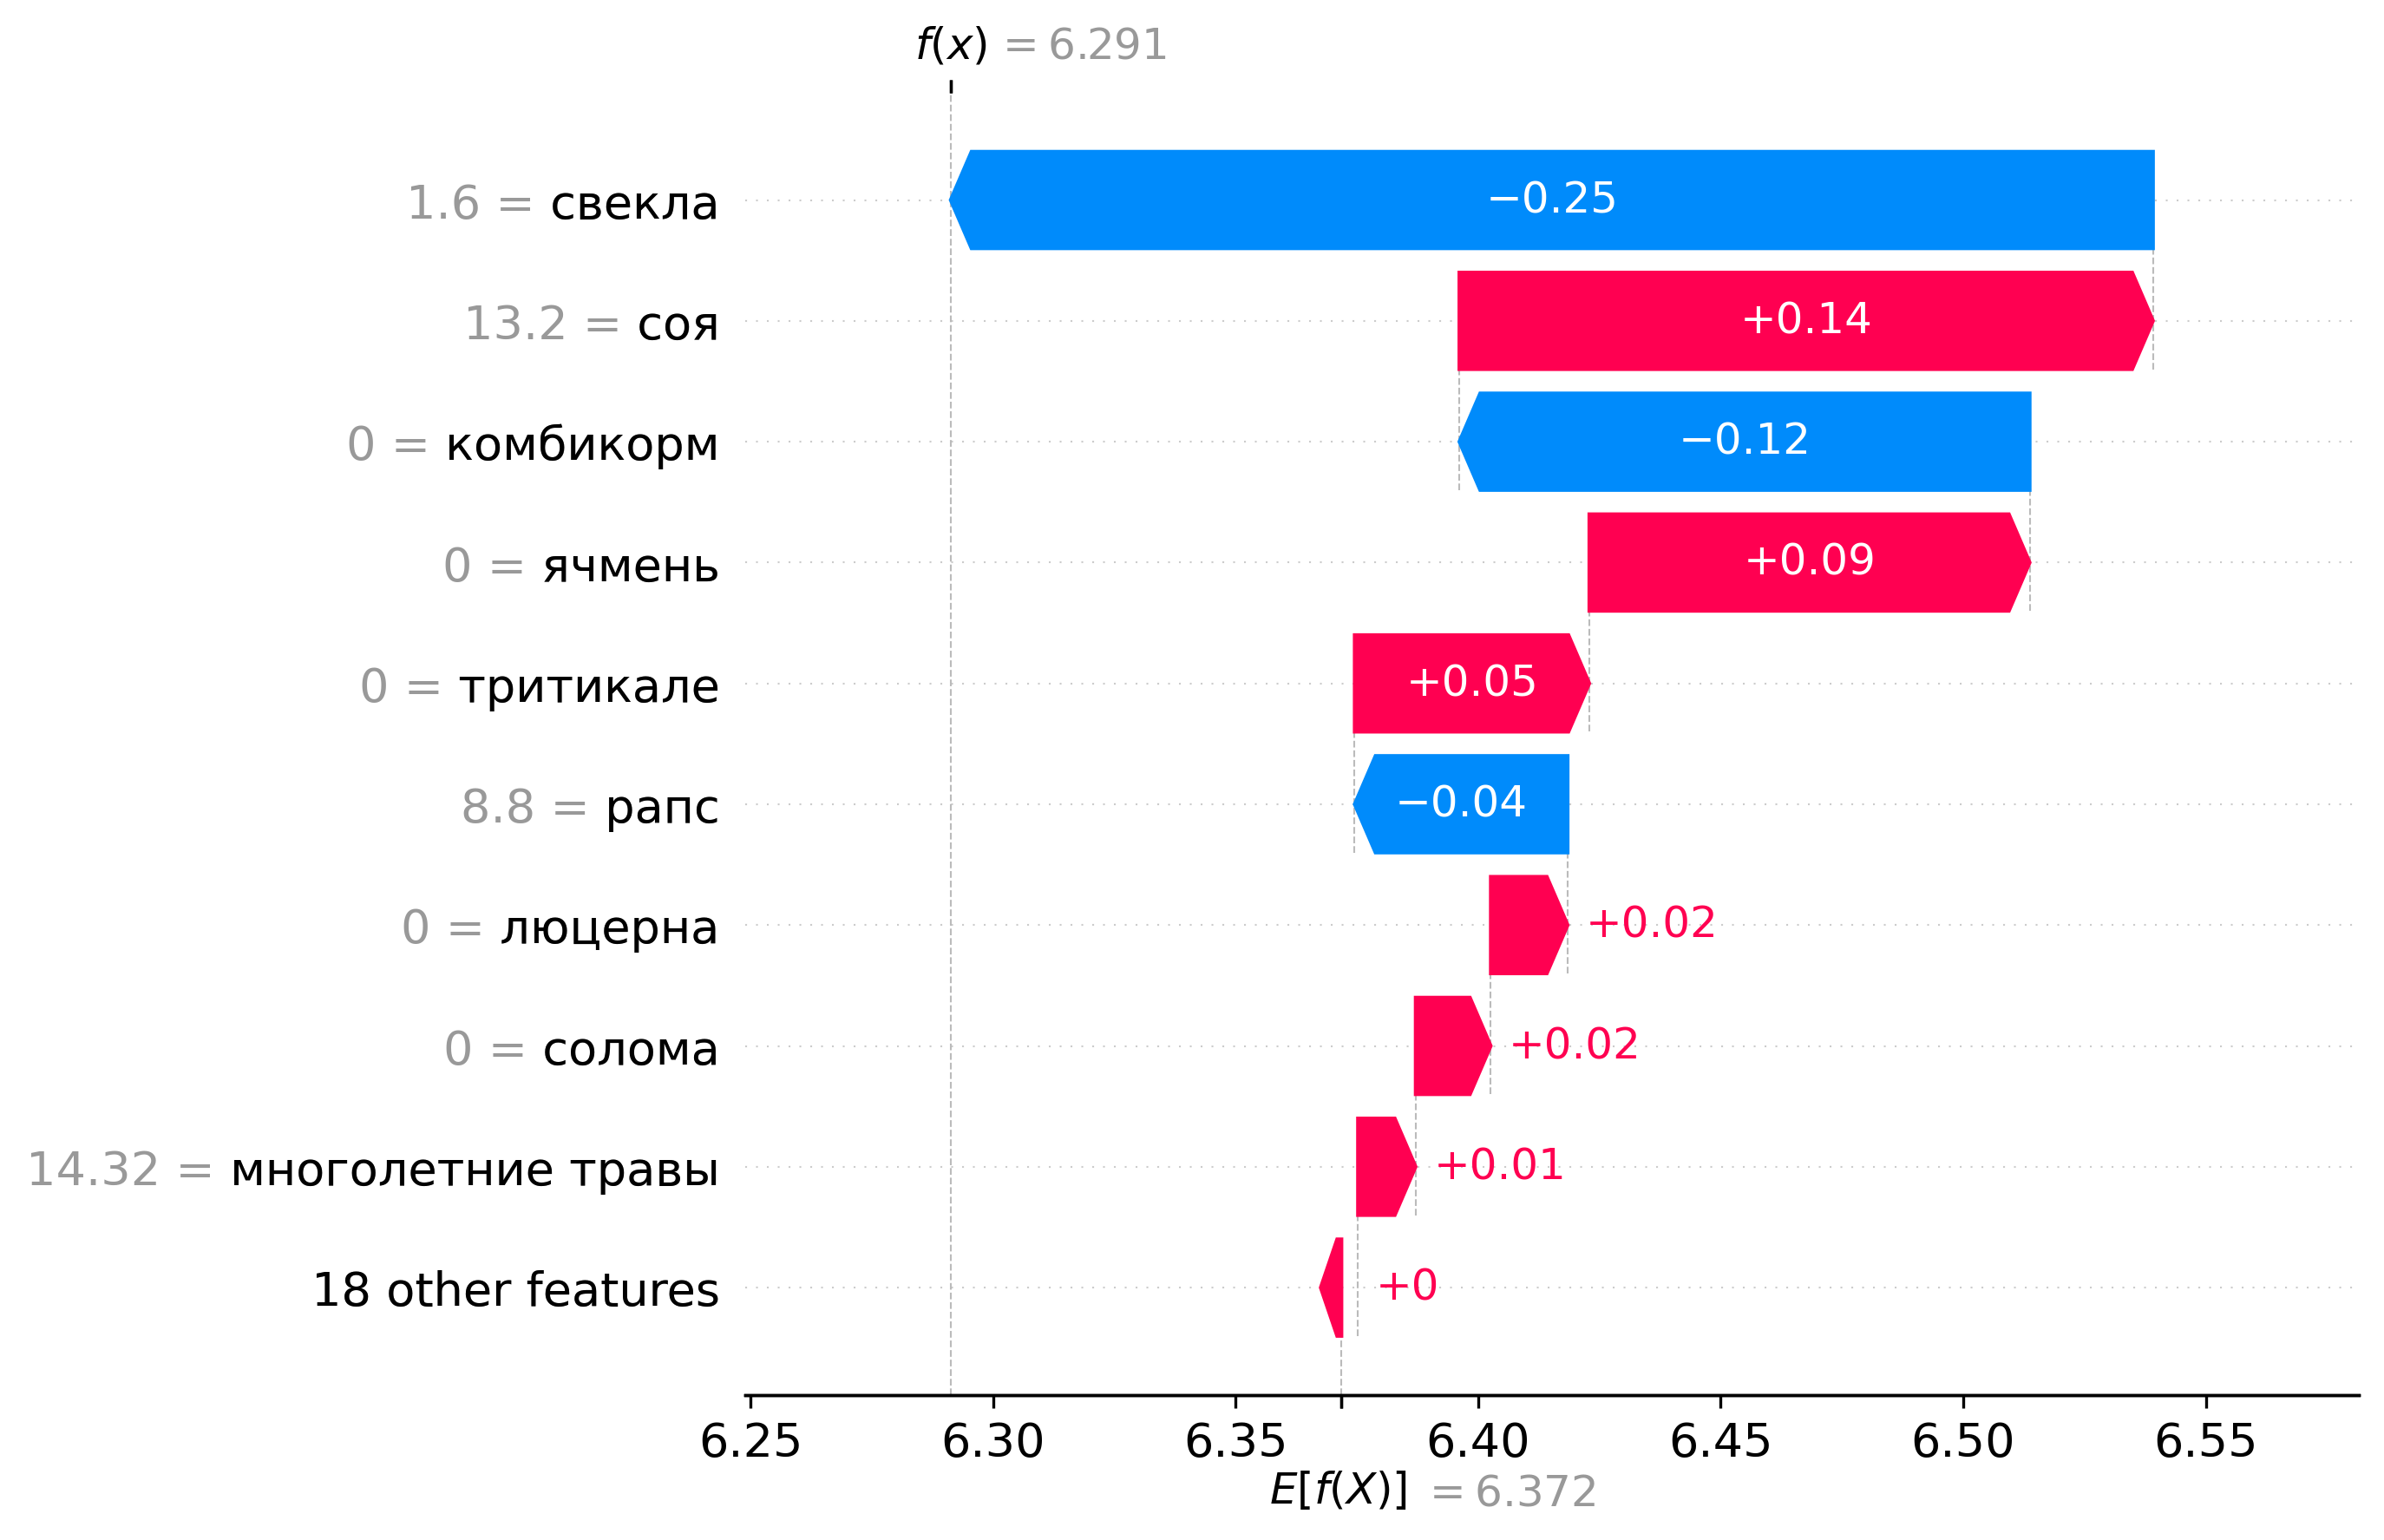 f(x) = 6.291
1.6 = свекла −0.25
13.2 = соя +0.14
0 = комбикорм −0.12
0 = ячмень +0.09
0 = тритикале +0.05
8.8 = рапс −0.04
0 = люцерна +0.02
0 = солома +0.02
14.32 = многолетние травы +0.01
18 other features +0
6.25 6.30 6.35 6.40 6.45 6.50 6.55
E[f(X)] = 6.372